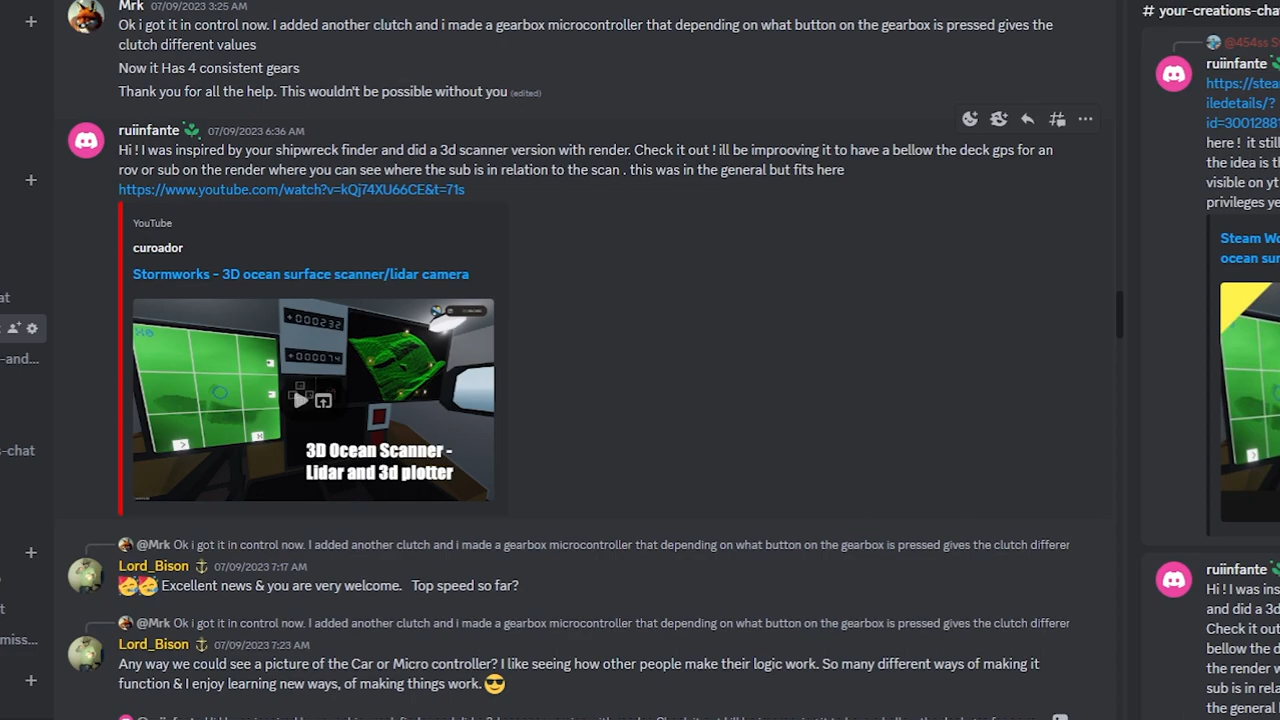 Mrk 07/09/2023 3:25 AM
Ok i got it in control now. I added another clutch and i made a gearbox microcontroller that depending on what button on the gearbox is pressed gives the
clutch different values
Now it Has 4 consistent gears
Thank you for all the help. This wouldn't be possible without you (edited)
ruiinfante 07/09/2023 6:36 AM
Hi ! I was inspired by your shipwreck finder and did a 3d scanner version with render. Check it out ! ill be improoving it to have a bellow the deck gps for an
rov or sub on the render where you can see where the sub is in relation to the scan . this was in the general but fits here
https://www.youtube.com/watch?v=kQj74XU66CE&t=71s
YouTube
curoador
Stormworks - 3D ocean surface scanner/lidar camera
+000232
+000074
3D Ocean Scanner -
Lidar and 3d plotter
@Mrk Ok i got it in control now. I added another clutch and i made a gearbox microcontroller that depending on what button on the gearbox is pressed gives the clutch differer
Lord_Bison 07/09/2023 7:17 AM
Excellent news & you are very welcome. Top speed so far?
@Mrk Ok i got it in control now. I added another clutch and i made a gearbox microcontroller that depending on what button on the gearbox is pressed gives the clutch differer
Lord_Bison 07/09/2023 7:23 AM
Any way we could see a picture of the Car or Micro controller? I like seeing how other people make their logic work. So many different ways of making it
function & I enjoy learning new ways, of making things work.
at
-and...
s-chat
t
miss...
# your-creations-cha
@454ss S
ruiinfante
https://stea
iledetails/?
id=30012881
here ! it still
the idea is th
visible on yt
privileges ye
Steam Wo
ocean sur
ruiinfante
Hi ! I was ins
and did a 3d
Check it out
bellow the d
the render w
sub is in rela
the general b